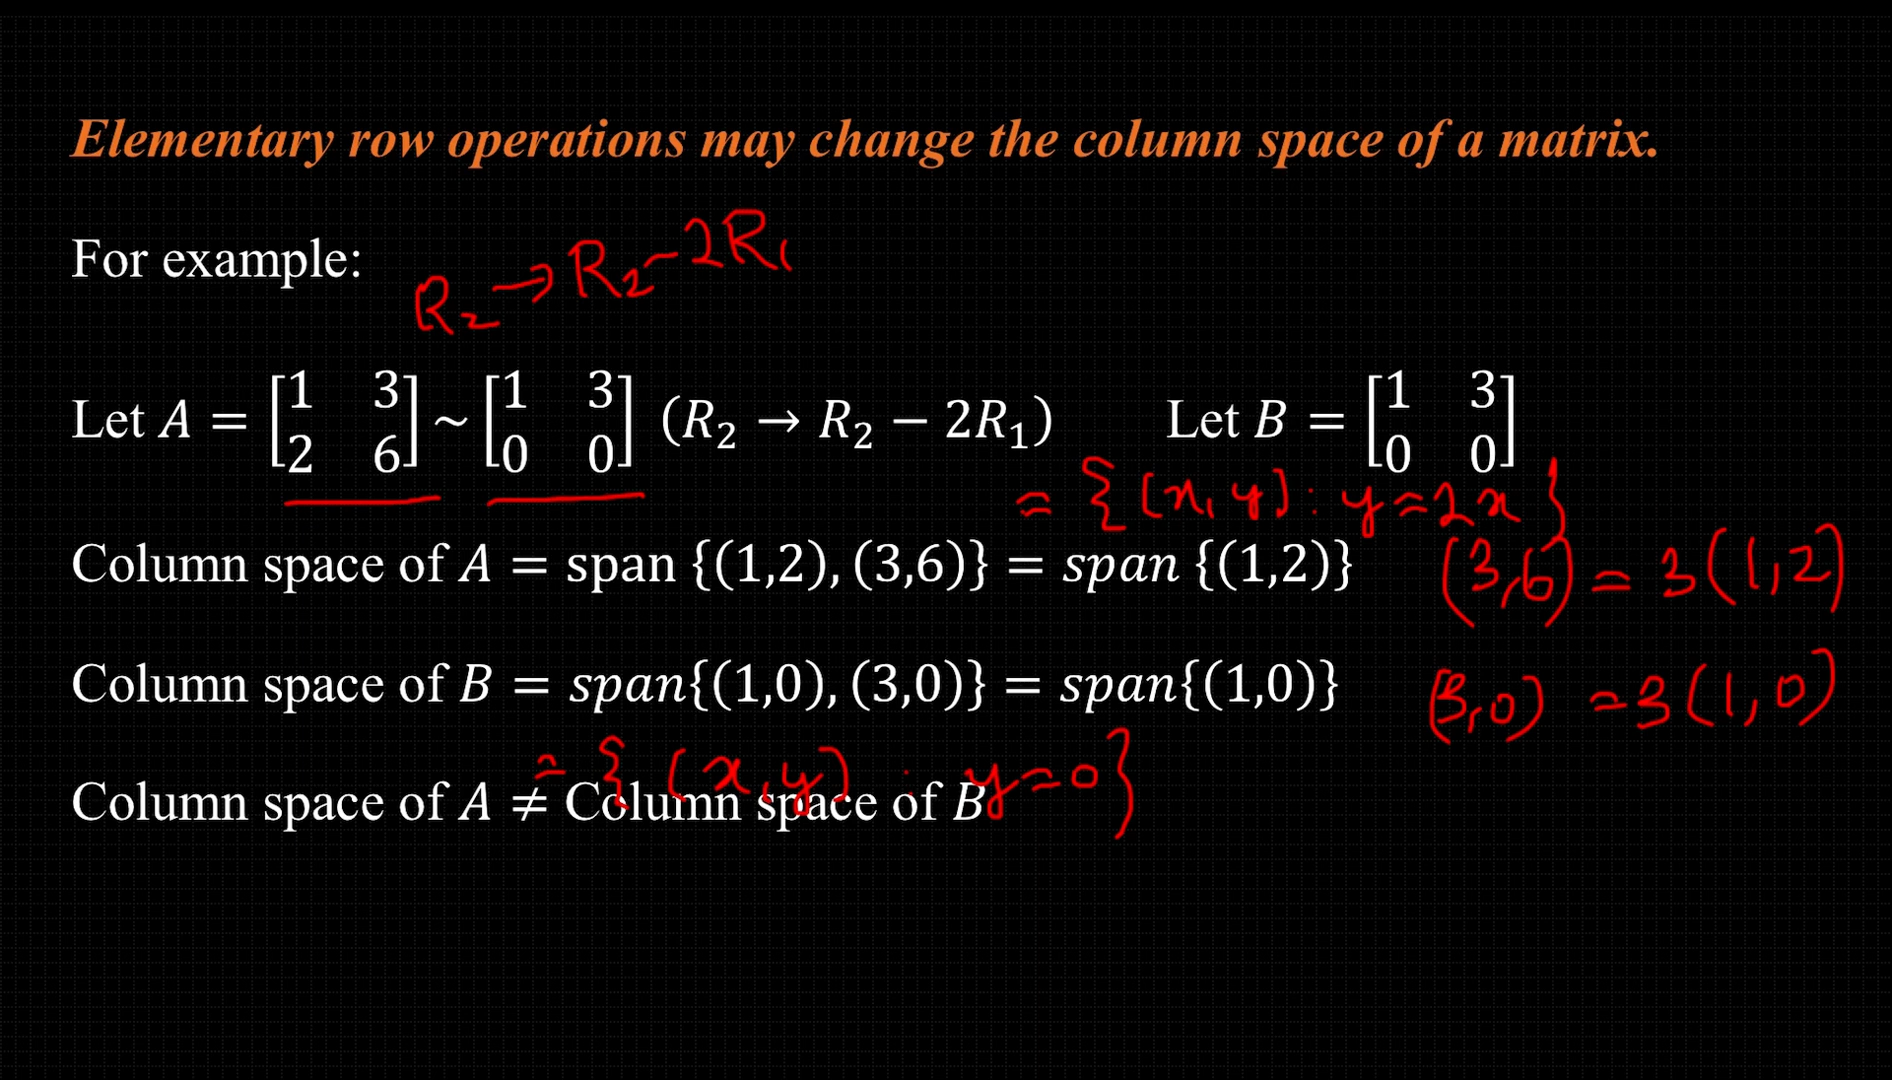 Elementary row operations may change the column space of a matrix.
For example:
R₂ → R₂ - 2R₁
Let A = [1 3; 2 6] ~ [1 3; 0 0] (R₂ → R₂ − 2R₁) Let B = [1 3; 0 0]
= {(x, y) : y = 2x}
Column space of A = span {(1,2), (3,6)} = span {(1,2)} (3,6) = 3(1,2)
Column space of B = span{(1,0), (3,0)} = span{(1,0)} (3,0) = 3(1,0)
= {(x, y) : y = 0}
Column space of A ≠ Column space of B